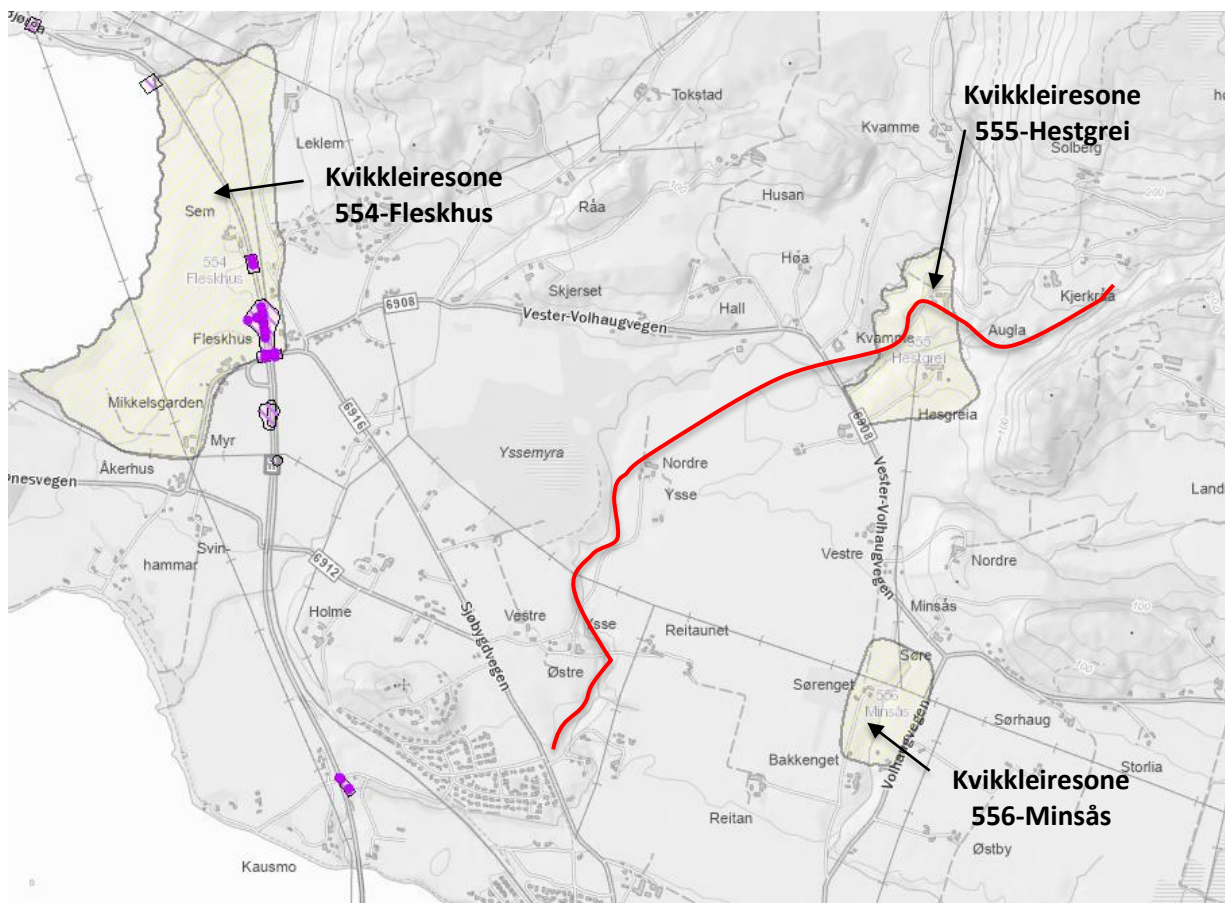 Kvikkleiresone
555-Hestgrei
Tokstad
Kvamme
Solberg
Leklem
Kvikkleiresone
554-Fleskhus
100
Husan
200
Råa
Sem
554
Fleskhus
Høa
Skjerset
6908
Hall
Kjerkråa
Vester-Volhaugvegen
Augla
Fleskhus
Kvamme
555
Hestgrei
Mikkelsgarden
6916
Hesgreia
6908
100
Myr
Yssemyra
Nordre
Ysse
Åkerhus
Vester-Volhaugvegen
Land
Svin-
hammar
6912
Vestre
Nordre
Sjøbygdvegen
Holme
Minsås
100
Vestre
Ysse
Reitaunet
Søre
100
Østre
Sørenget
556
Minsås
Sørhaug
Bakkenget
Volhaugvegen
Storlia
Kvikkleiresone
556-Minsås
Reitan
Østby
Kausmo
0